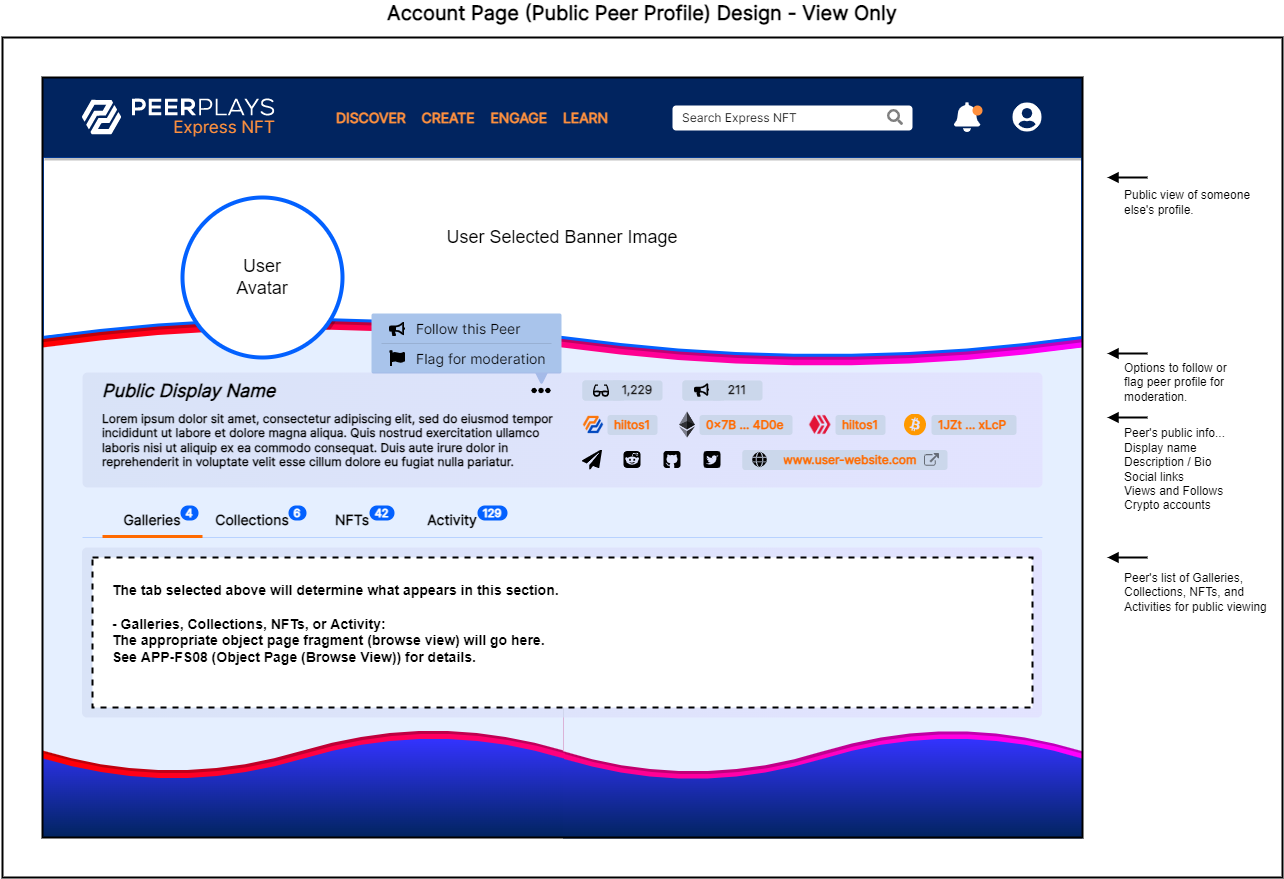 Account Page (Public Peer Profile) Design - View Only
PEERPLAYS
Express NFT
DISCOVER CREATE ENGAGE LEARN
Search Express NFT
Public view of someone
else's profile.
User Selected Banner Image
User
Avatar
Follow this Peer
Flag for moderation
Options to follow or
flag peer profile for
moderation.
Public Display Name
1,229 211
Lorem ipsum dolor sit amet, consectetur adipiscing elit, sed do eiusmod tempor
incididunt ut labore et dolore magna aliqua. Quis nostrud exercitation ullamco
laboris nisi ut aliquip ex ea commodo consequat. Duis aute irure dolor in
reprehenderit in voluptate velit esse cillum dolore eu fugiat nulla pariatur.
hiltos1 0x7B ... 4D0e hiltos1 1JZt ... xLcP
www.user-website.com
Peer's public info...
Display name
Description / Bio
Social links
Views and Follows
Crypto accounts
Galleries 4 Collections 6 NFTs 42 Activity 129
The tab selected above will determine what appears in this section.
- Galleries, Collections, NFTs, or Activity:
The appropriate object page fragment (browse view) will go here.
See APP-FS08 (Object Page (Browse View)) for details.
Peer's list of Galleries,
Collections, NFTs, and
Activities for public viewing